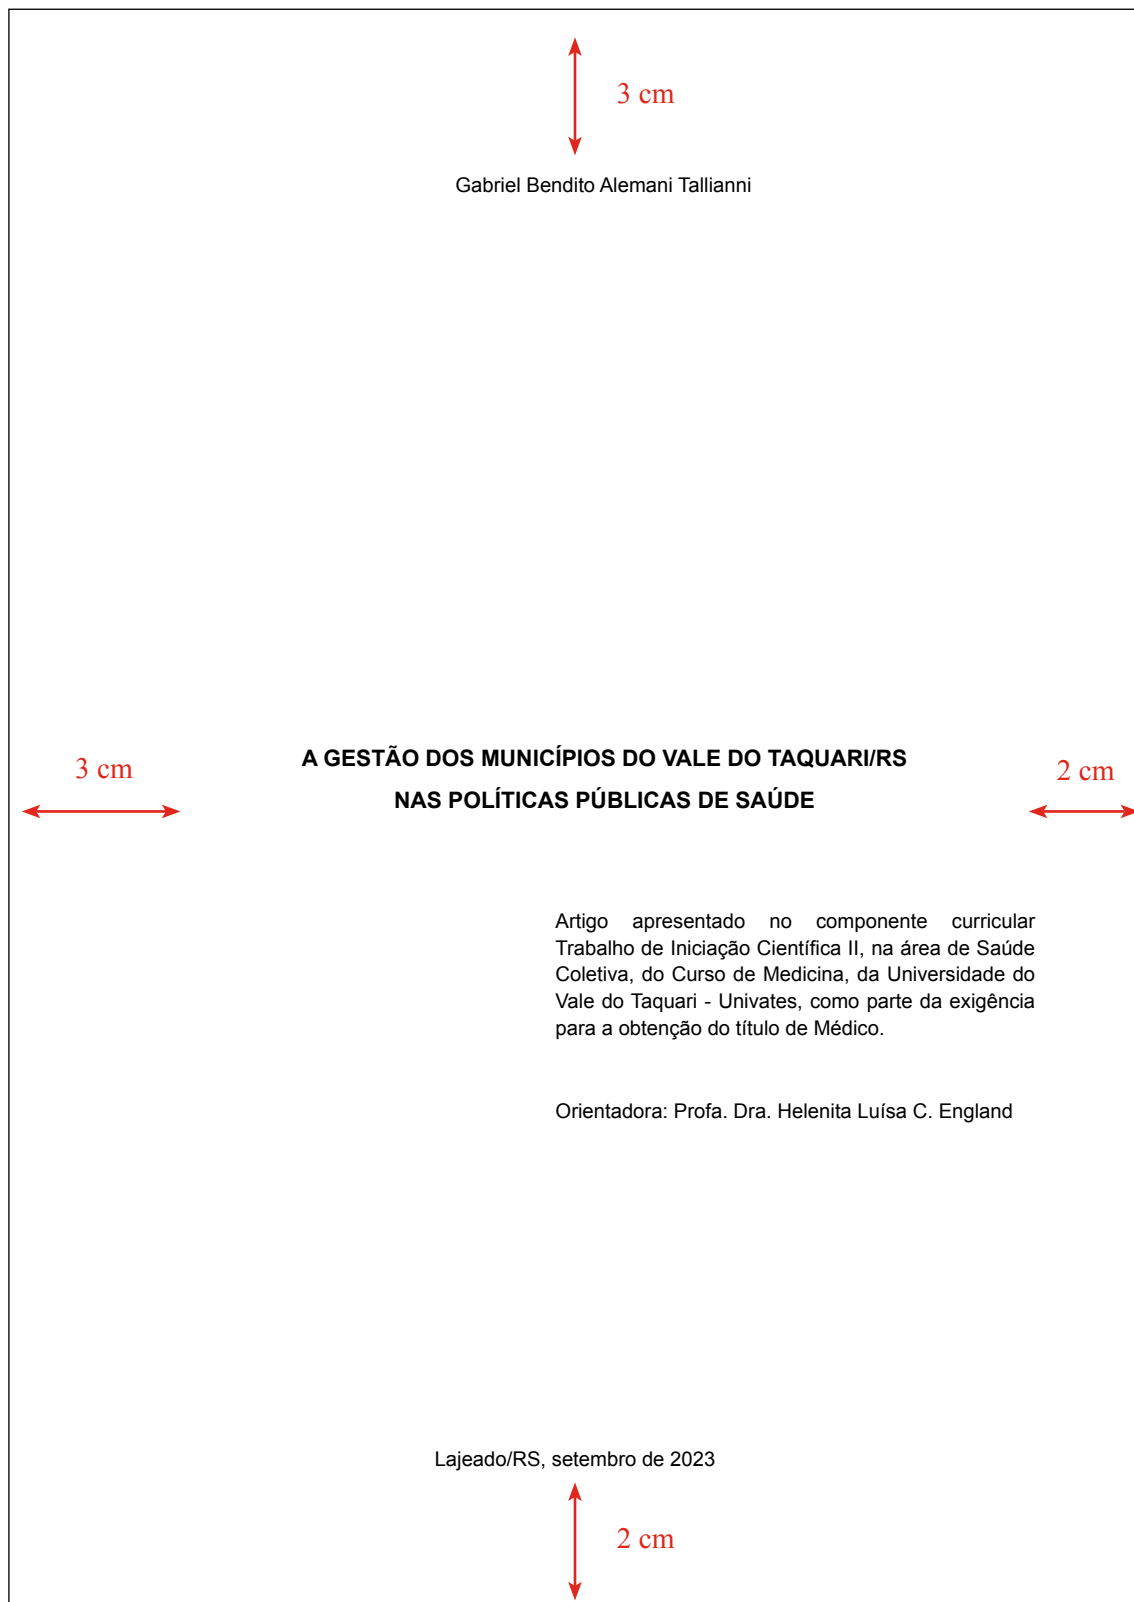 3 cm
Gabriel Bendito Alemani Tallianni
A GESTÃO DOS MUNICÍPIOS DO VALE DO TAQUARI/RS
3 cm
2 cm
NAS POLÍTICAS PÚBLICAS DE SAÚDE
Artigo apresentado no componente curricular
Trabalho de Iniciação Científica II, na área de Saúde
Coletiva, do Curso de Medicina, da Universidade do
Vale do Taquari - Univates, como parte da exigência
para a obtenção do título de Médico.
Orientadora: Profa. Dra. Helenita Luísa C. England
Lajeado/RS, setembro de 2023
2 cm